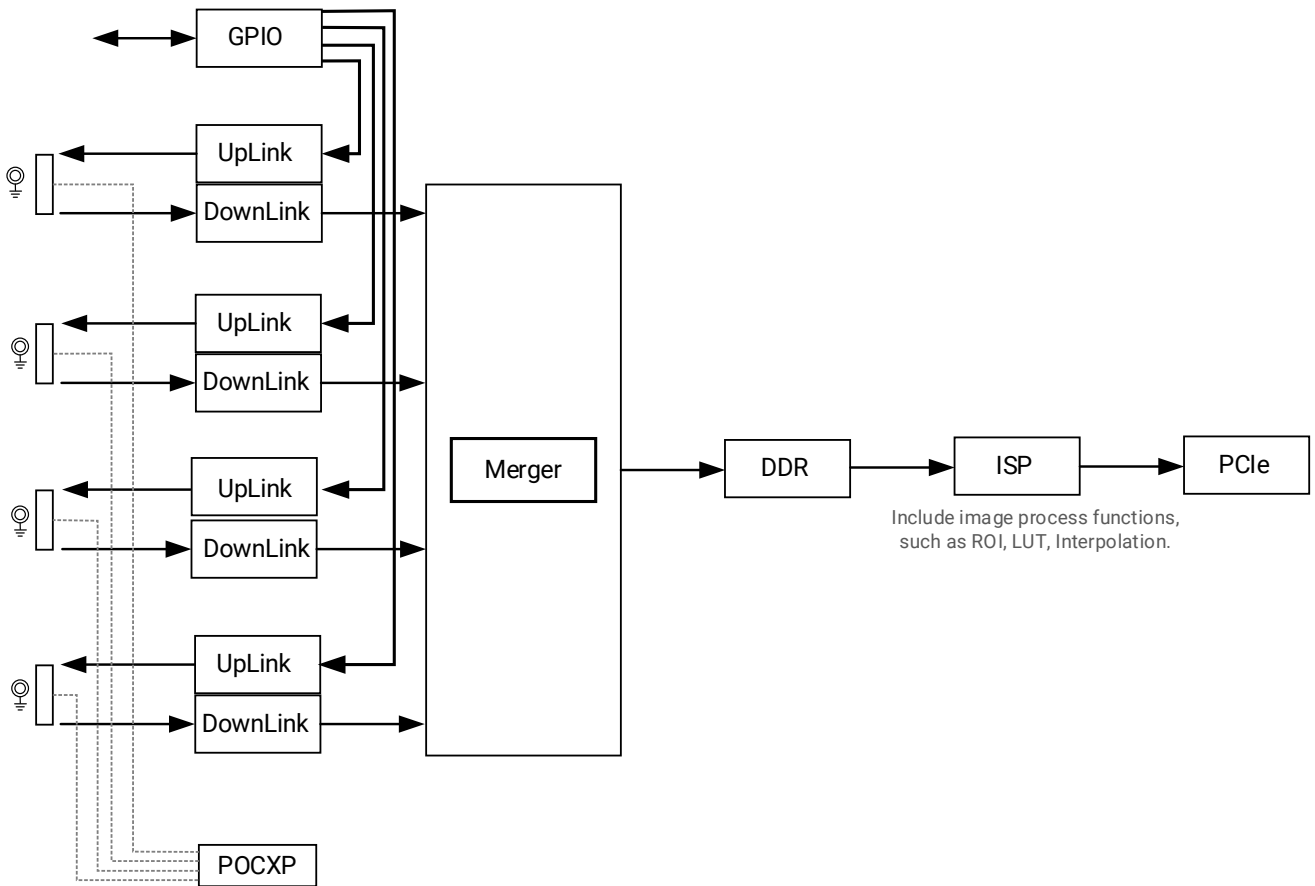 GPIO
UpLink
DownLink
UpLink
DownLink
UpLink
DownLink
UpLink
DownLink
Merger
DDR
ISP
PCIe
Include image process functions,
such as ROI, LUT, Interpolation.
POCXP